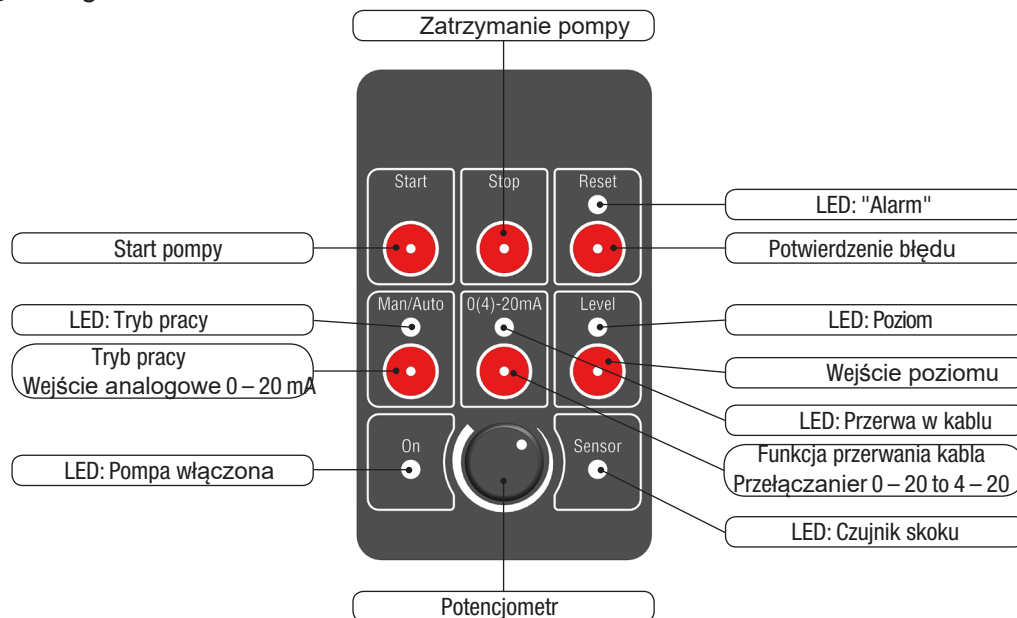 Zatrzymanie pompy
Start
Stop
Reset
LED: "Alarm"
Start pompy
Potwierdzenie błędu
Man/Auto
0(4)-20mA
Level
LED: Tryb pracy
LED: Poziom
Tryb pracy
Wejście analogowe 0 – 20 mA
Wejście poziomu
LED: Przerwa w kablu
On
Sensor
LED: Pompa włączona
Funkcja przerwania kabla
Przełączanier 0 – 20 to 4 – 20
LED: Czujnik skoku
Potencjometr